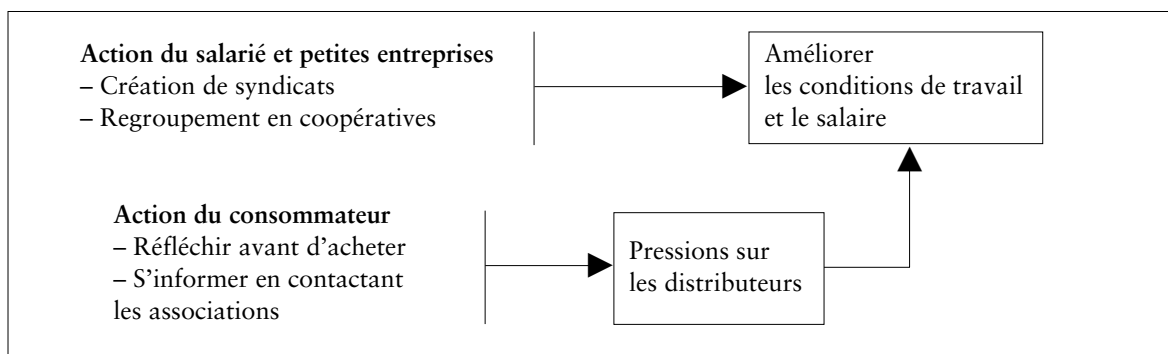 Action du salarié et petites entreprises
– Création de syndicats
– Regroupement en coopératives
Améliorer
les conditions de travail
et le salaire
Action du consommateur
– Réfléchir avant d’acheter
– S’informer en contactant
les associations
Pressions sur
les distributeurs